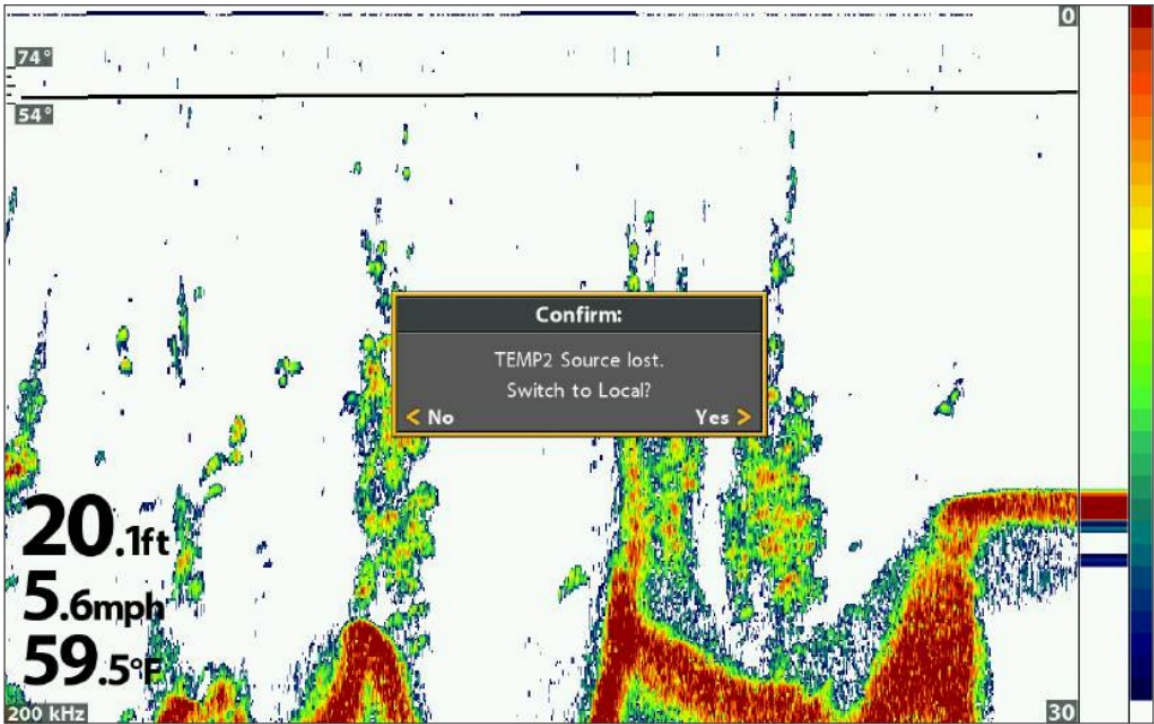 0
74°
54°
Confirm:
TEMP2 Source lost.
Switch to Local?
< No Yes >
20.1ft
5.6mph
59.5°F
200 kHz 30